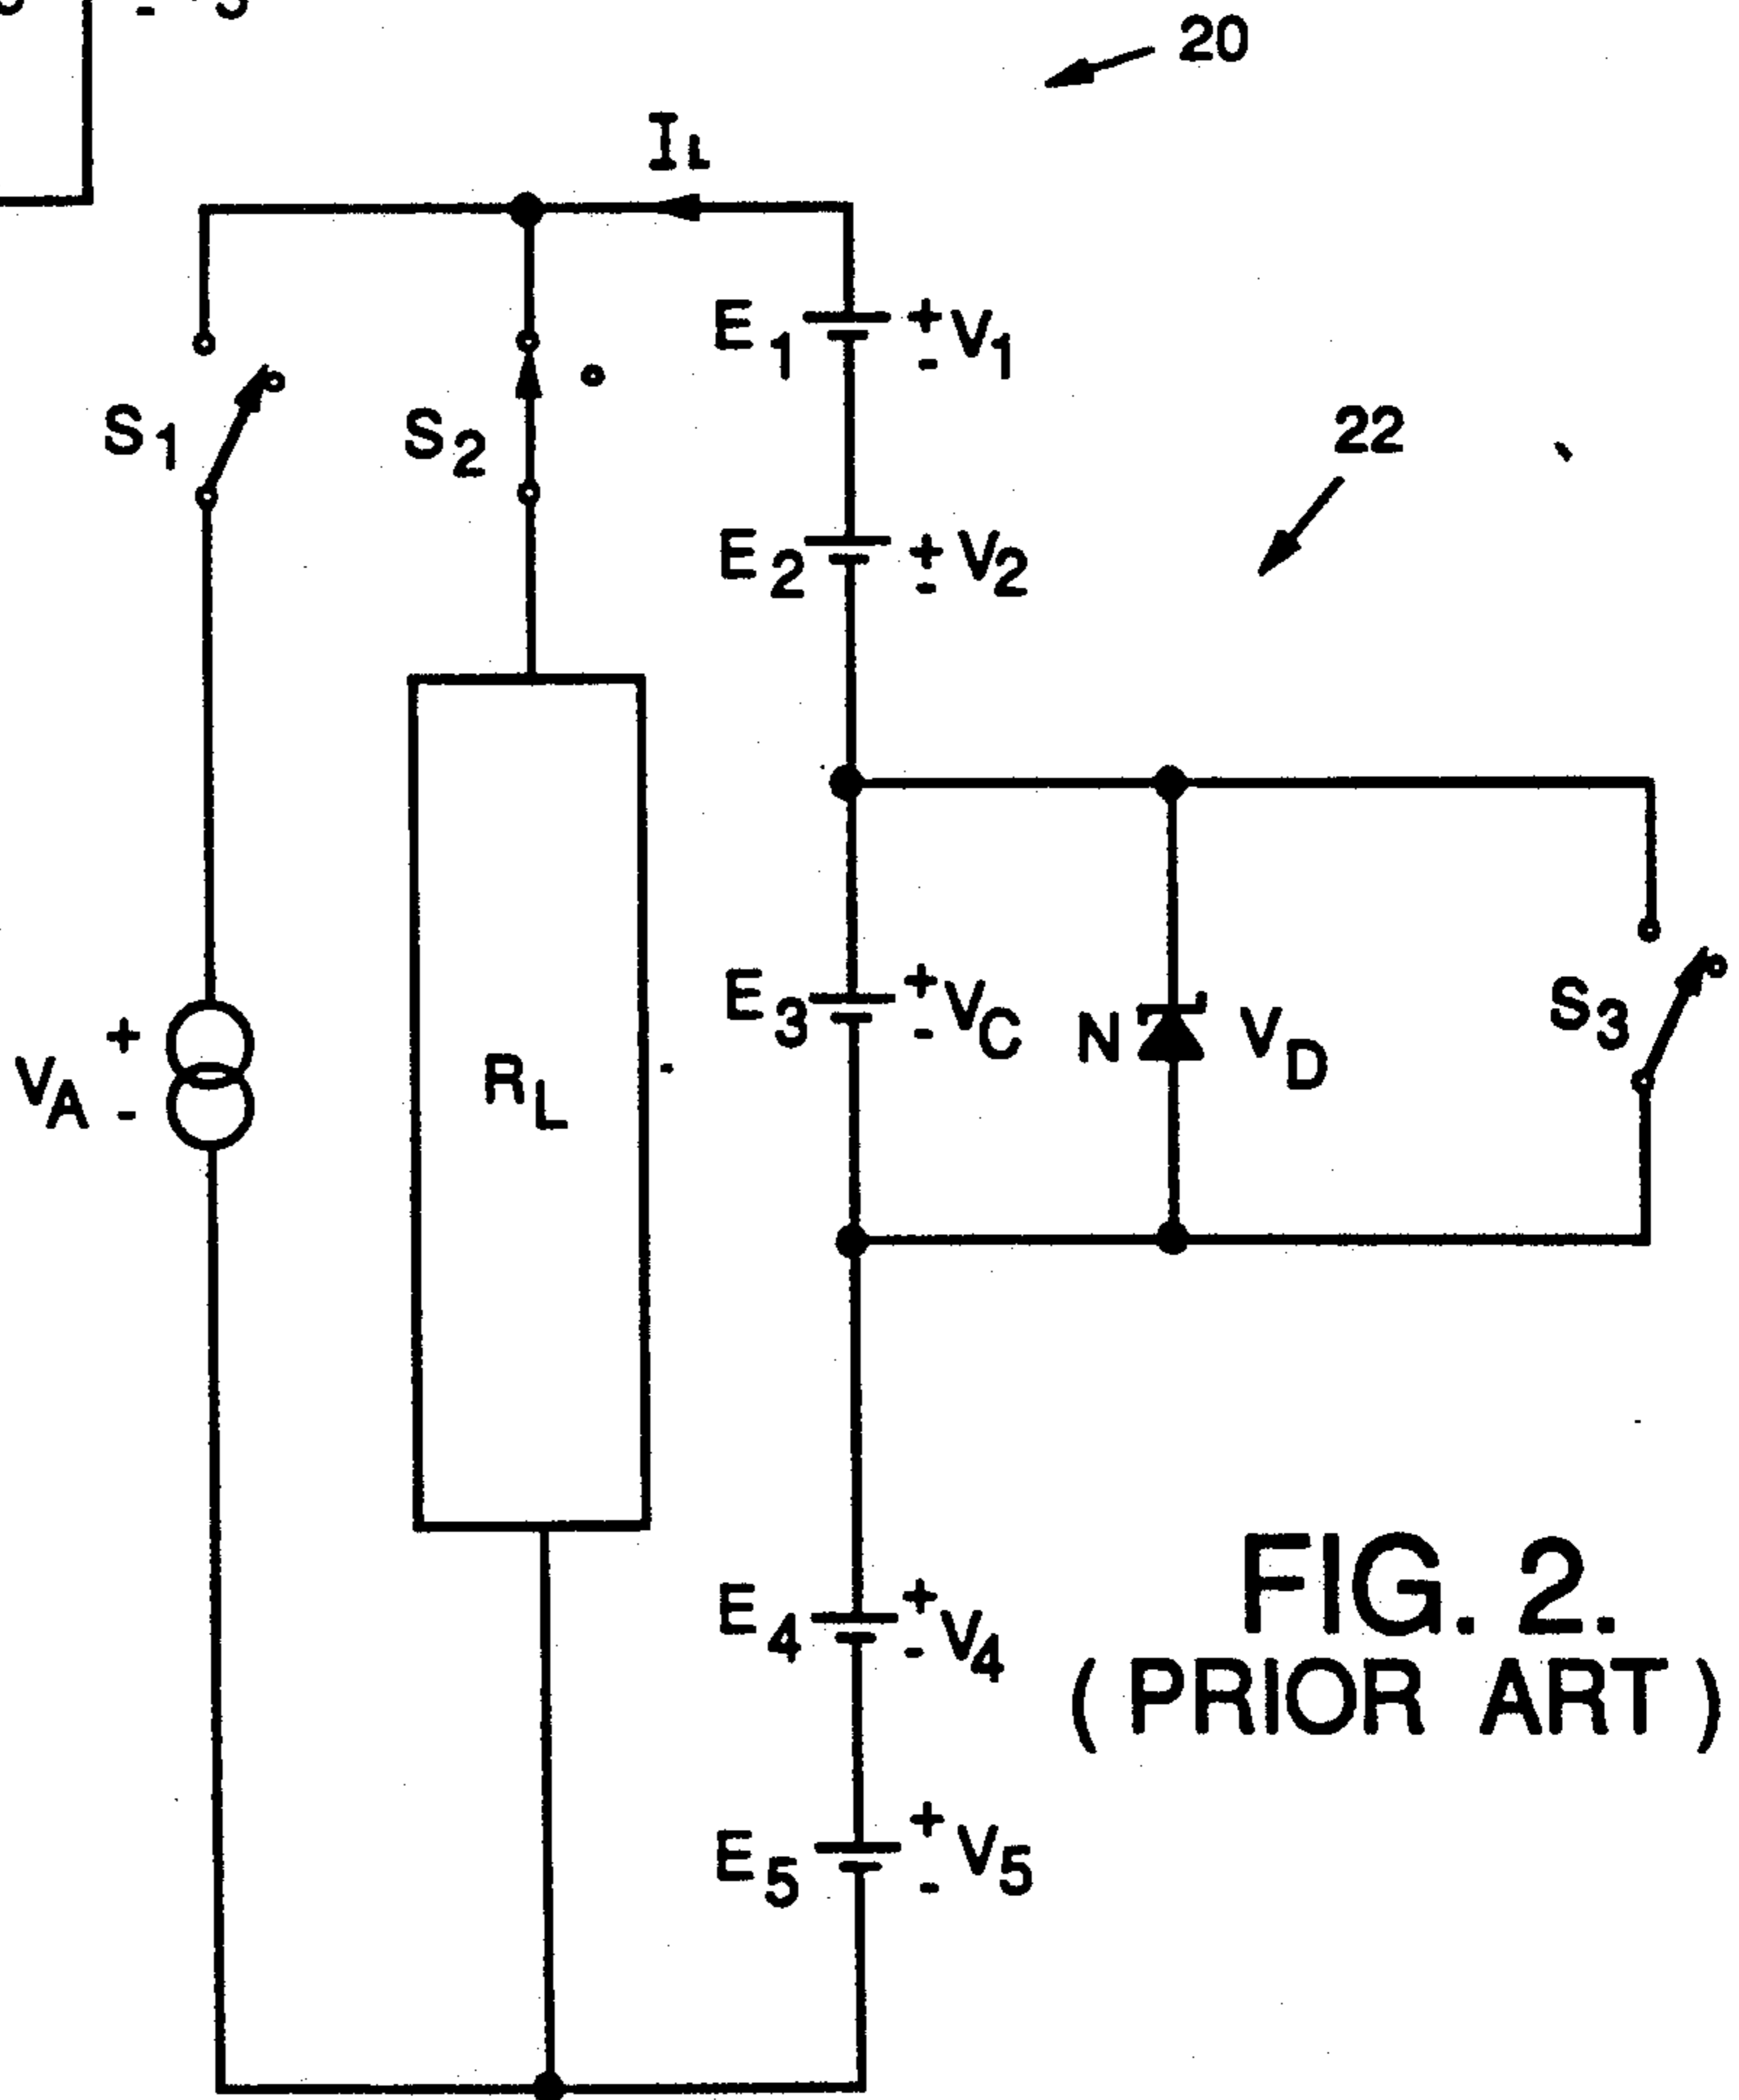 20
IL
E1 + - V1
S1
S2
22
E2 + - V2
E3 + - VC
N
VD
S3
VA + -
RL
E4 + - V4
E5 + - V5
FIG. 2.
( PRIOR ART )